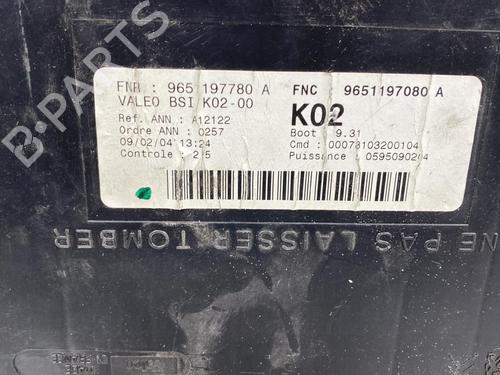 FNR : 965 197780 A FNC 9651197080 A
VALEO BSI K02-00 K02
Ref. ANN : A12122 Boot : 9.31
Ordre ANN : 0257 Cmd : 00078103200104
09/02/04 13:24 Puissance : 0595090204
Controle : 2/5
NE PAS LAISSER TOMBER
B-PARTS